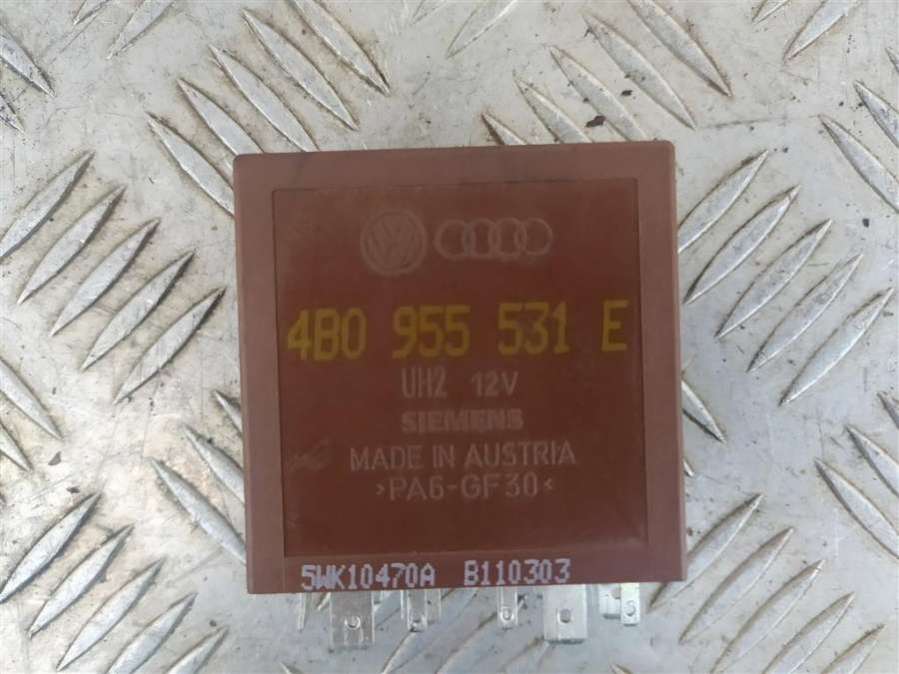 4B0 955 531 E
UH2 12V
SIEMENS
MADE IN AUSTRIA
>PA6-GF30<
5WK10470A B110303